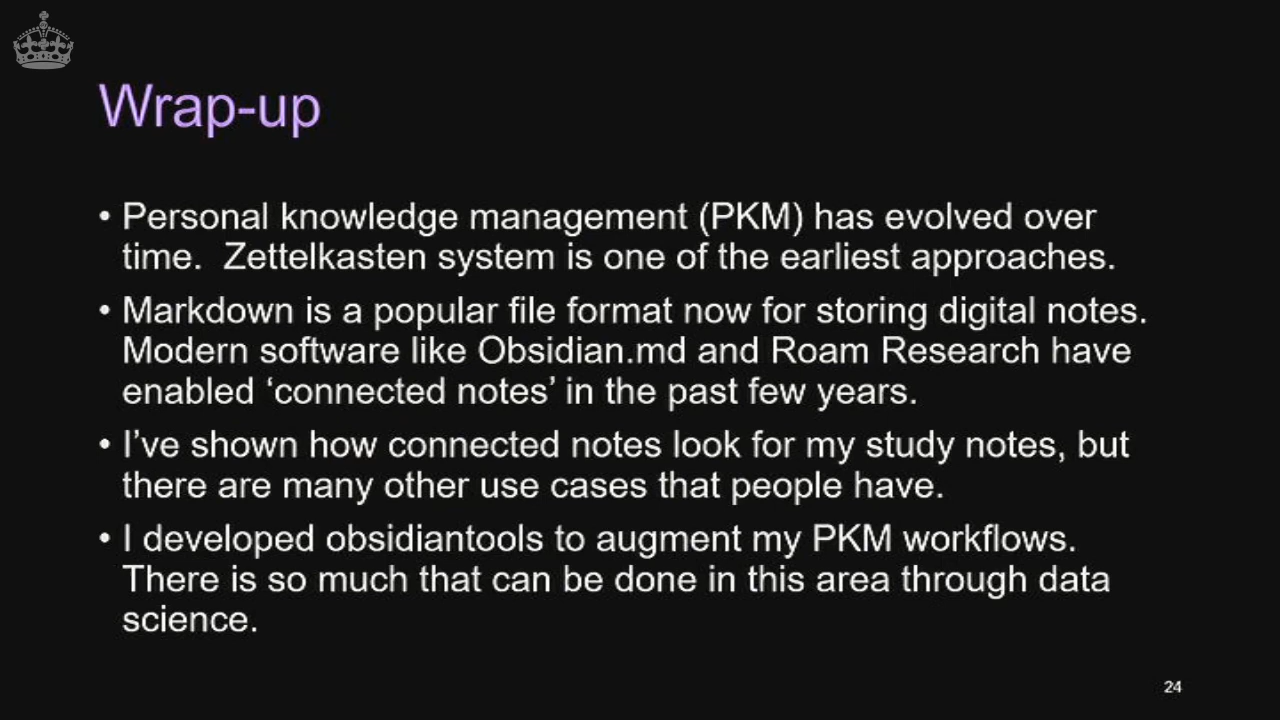 Wrap-up
• Personal knowledge management (PKM) has evolved over
time.  Zettelkasten system is one of the earliest approaches.
• Markdown is a popular file format now for storing digital notes.
Modern software like Obsidian.md and Roam Research have
enabled ‘connected notes’ in the past few years.
• I’ve shown how connected notes look for my study notes, but
there are many other use cases that people have.
• I developed obsidiantools to augment my PKM workflows.
There is so much that can be done in this area through data
science.
24